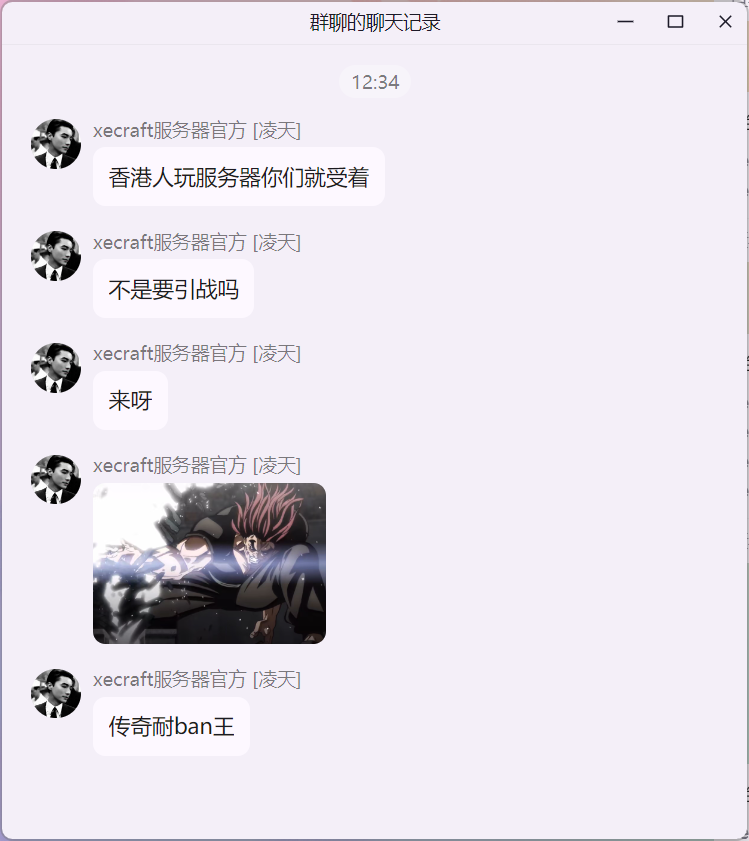 群聊的聊天记录
12:34
xecraft服务器官方 [凌天]
香港人玩服务器你们就受着
xecraft服务器官方 [凌天]
不是要引战吗
xecraft服务器官方 [凌天]
来呀
xecraft服务器官方 [凌天]
xecraft服务器官方 [凌天]
传奇耐ban王